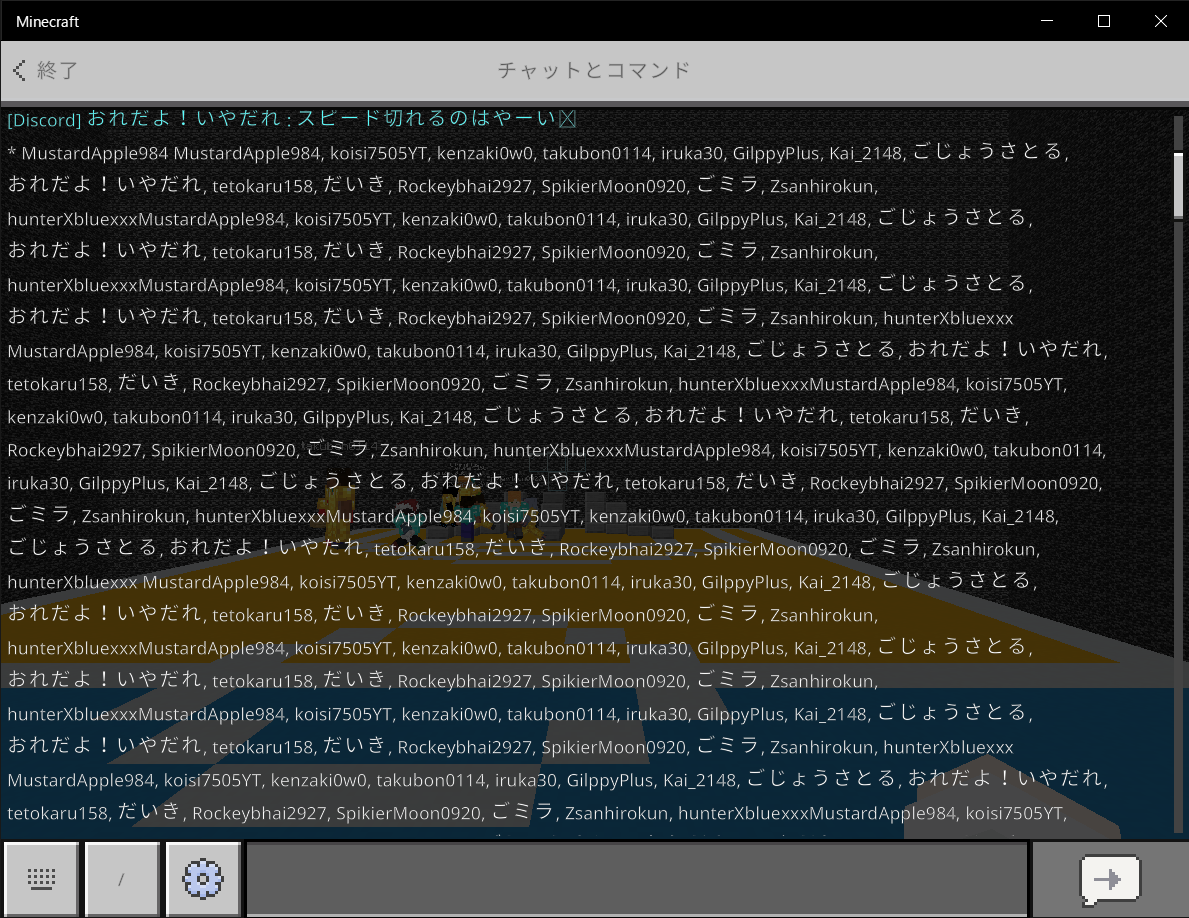 Minecraft
終了
チャットとコマンド
[Discord] おれだよ！いやだれ : スピード切れるのはやーい
* MustardApple984 MustardApple984, koisi7505YT, kenzaki0w0, takubon0114, iruka30, GilppyPlus, Kai_2148, ごじょうさとる,
おれだよ！いやだれ, tetokaru158, だいき, Rockeybhai2927, SpikierMoon0920, ごミラ, Zsanhirokun,
hunterXbluexxxMustardApple984, koisi7505YT, kenzaki0w0, takubon0114, iruka30, GilppyPlus, Kai_2148, ごじょうさとる,
おれだよ！いやだれ, tetokaru158, だいき, Rockeybhai2927, SpikierMoon0920, ごミラ, Zsanhirokun,
hunterXbluexxxMustardApple984, koisi7505YT, kenzaki0w0, takubon0114, iruka30, GilppyPlus, Kai_2148, ごじょうさとる,
おれだよ！いやだれ, tetokaru158, だいき, Rockeybhai2927, SpikierMoon0920, ごミラ, Zsanhirokun, hunterXbluexxx
MustardApple984, koisi7505YT, kenzaki0w0, takubon0114, iruka30, GilppyPlus, Kai_2148, ごじょうさとる, おれだよ！いやだれ,
tetokaru158, だいき, Rockeybhai2927, SpikierMoon0920, ごミラ, Zsanhirokun, hunterXbluexxxMustardApple984, koisi7505YT,
kenzaki0w0, takubon0114, iruka30, GilppyPlus, Kai_2148, ごじょうさとる, おれだよ！いやだれ, tetokaru158, だいき,
Rockeybhai2927, SpikierMoon0920, ごミラ, Zsanhirokun, hunterXbluexxxMustardApple984, koisi7505YT, kenzaki0w0, takubon0114,
iruka30, GilppyPlus, Kai_2148, ごじょうさとる, おれだよ！いやだれ, tetokaru158, だいき, Rockeybhai2927, SpikierMoon0920,
ごミラ, Zsanhirokun, hunterXbluexxxMustardApple984, koisi7505YT, kenzaki0w0, takubon0114, iruka30, GilppyPlus, Kai_2148,
ごじょうさとる, おれだよ！いやだれ, tetokaru158, だいき, Rockeybhai2927, SpikierMoon0920, ごミラ, Zsanhirokun,
hunterXbluexxx MustardApple984, koisi7505YT, kenzaki0w0, takubon0114, iruka30, GilppyPlus, Kai_2148, ごじょうさとる,
おれだよ！いやだれ, tetokaru158, だいき, Rockeybhai2927, SpikierMoon0920, ごミラ, Zsanhirokun,
hunterXbluexxxMustardApple984, koisi7505YT, kenzaki0w0, takubon0114, iruka30, GilppyPlus, Kai_2148, ごじょうさとる,
おれだよ！いやだれ, tetokaru158, だいき, Rockeybhai2927, SpikierMoon0920, ごミラ, Zsanhirokun,
hunterXbluexxxMustardApple984, koisi7505YT, kenzaki0w0, takubon0114, iruka30, GilppyPlus, Kai_2148, ごじょうさとる,
おれだよ！いやだれ, tetokaru158, だいき, Rockeybhai2927, SpikierMoon0920, ごミラ, Zsanhirokun, hunterXbluexxx
MustardApple984, koisi7505YT, kenzaki0w0, takubon0114, iruka30, GilppyPlus, Kai_2148, ごじょうさとる, おれだよ！いやだれ,
tetokaru158, だいき, Rockeybhai2927, SpikierMoon0920, ごミラ, Zsanhirokun, hunterXbluexxxMustardApple984, koisi7505YT,
/